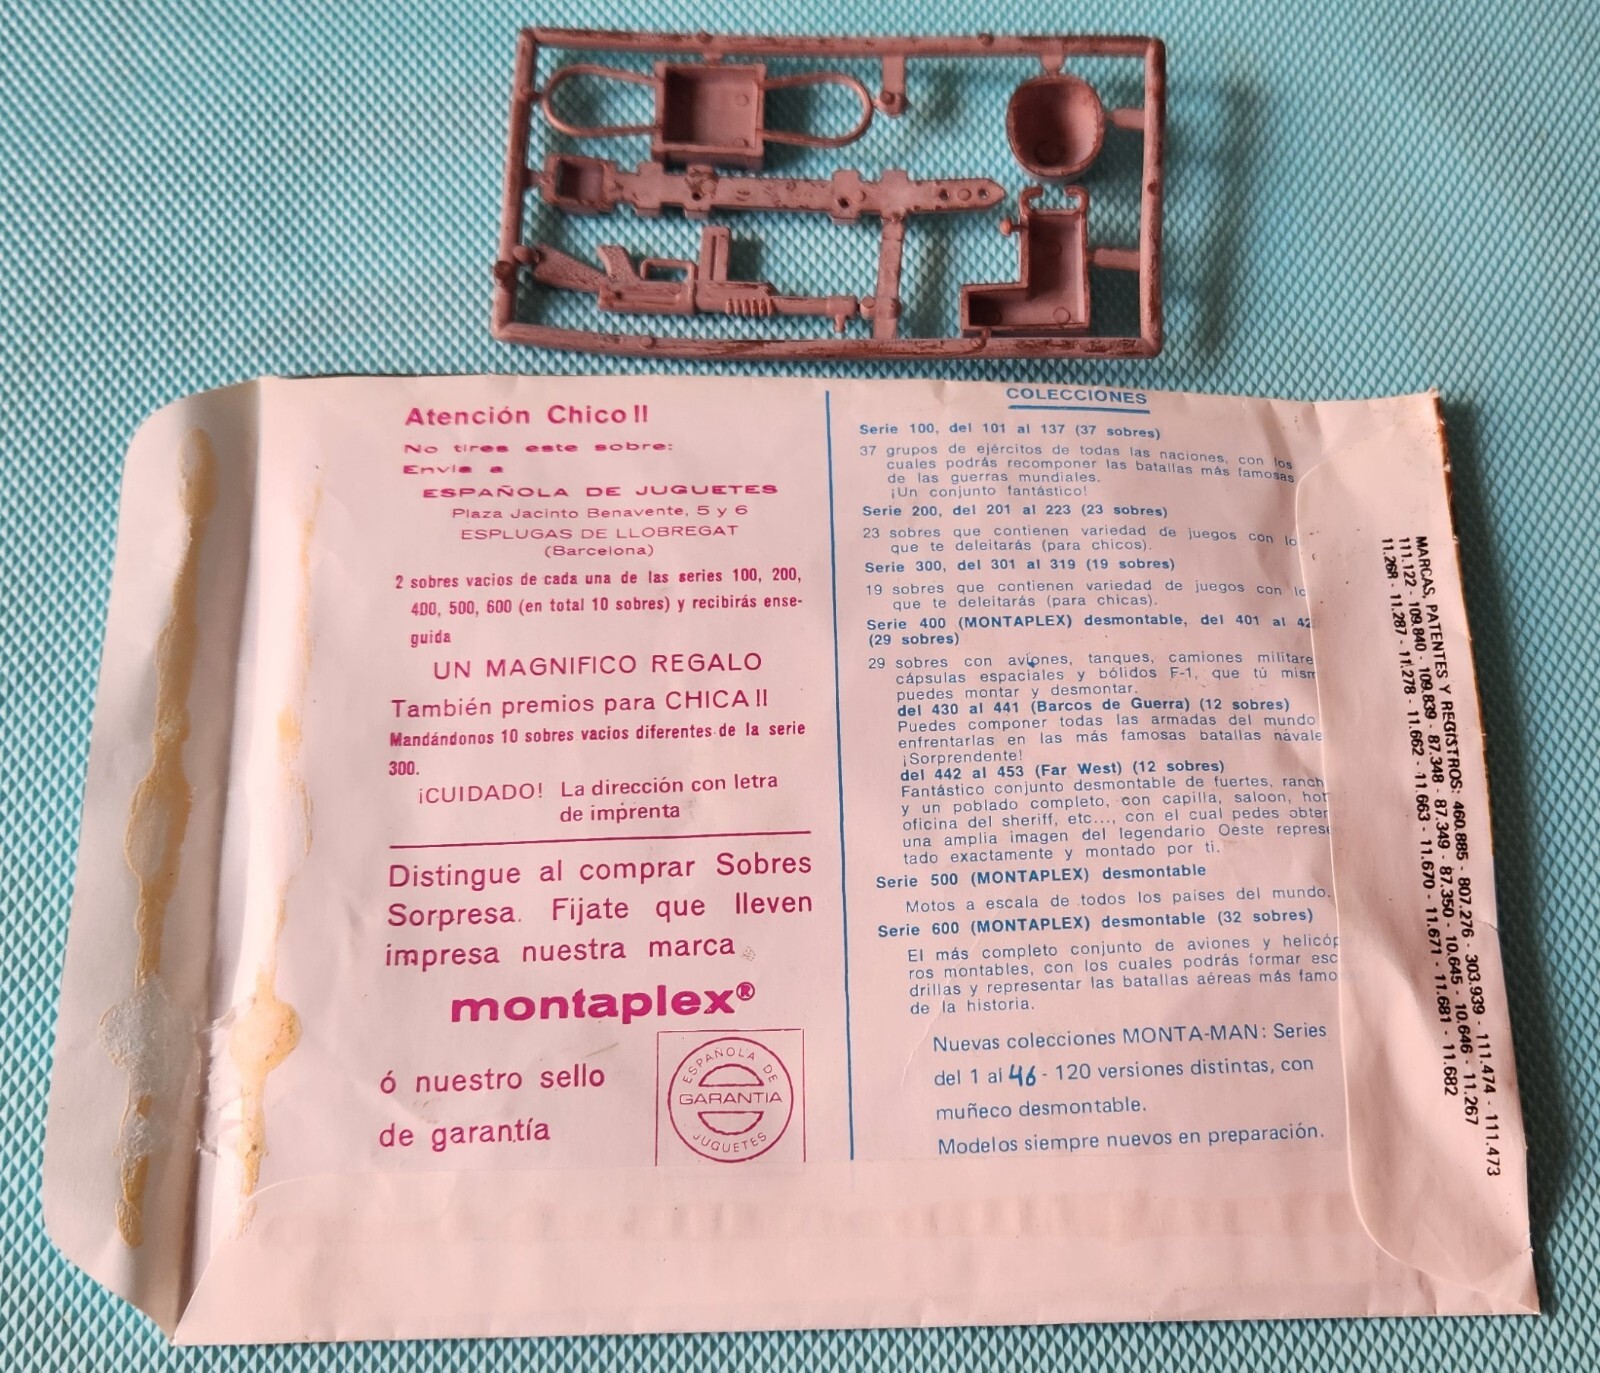 Atención Chico!!
No tires este sobre:
Envía a
ESPAÑOLA DE JUGUETES
Plaza Jacinto Benavente, 5 y 6
ESPLUGAS DE LLOBREGAT
(Barcelona)
2 sobres vacios de cada una de las series 100, 200,
400, 500, 600 (en total 10 sobres) y recibirás ense-
guida
UN MAGNIFICO REGALO
También premios para CHICA!!
Mandándonos 10 sobres vacios diferentes de la serie
300.
¡CUIDADO! La dirección con letra
de imprenta
Distingue al comprar Sobres
Sorpresa. Fijate que lleven
impresa nuestra marca
montaplex®
ó nuestro sello
de garantía
ESPAÑOLA DE
GARANTIA
JUGUETES
COLECCIONES
Serie 100, del 101 al 137 (37 sobres)
37 grupos de ejércitos de todas las naciones, con los
cuales podrás recomponer las batallas más famosas
de las guerras mundiales.
¡Un conjunto fantástico!
Serie 200, del 201 al 223 (23 sobres)
23 sobres que contienen variedad de juegos con lo
que te deleitarás (para chicos).
Serie 300, del 301 al 319 (19 sobres)
19 sobres que contienen variedad de juegos con lo
que te deleitarás (para chicas).
Serie 400 (MONTAPLEX) desmontable, del 401 al 42
(29 sobres)
29 sobres con aviones, tanques, camiones militare
cápsulas espaciales y bólidos F-1, que tú mism
puedes montar y desmontar.
del 430 al 441 (Barcos de Guerra) (12 sobres)
Puedes componer todas las armadas del mundo
enfrentarlas en las más famosas batallas návale
¡Sorprendente!
del 442 al 453 (Far West) (12 sobres)
Fantástico conjunto desmontable de fuertes, ranch
y un poblado completo, con capilla, saloon, hot
oficina del sheriff, etc..., con el cual pedes obter
una amplia imagen del legendario Oeste repres
tado exactamente y montado por ti.
Serie 500 (MONTAPLEX) desmontable
Motos a escala de todos los paises del mundo.
Serie 600 (MONTAPLEX) desmontable (32 sobres)
El más completo conjunto de aviones y helicóp
ros montables, con los cuales podrás formar esc
drillas y representar las batallas aéreas más famo
de la historia.
Nuevas colecciones MONTA-MAN: Series
del 1 al 46 - 120 versiones distintas, con
muñeco desmontable.
Modelos siempre nuevos en preparación.
MARCAS, PATENTES Y REGISTROS: 460.885 - 807.276 - 303.939 - 111.474 - 111.473
111.122 - 109.840 - 109.839 - 87.348 - 87.349 - 87.350 - 10.645 - 10.646 - 11.267
11.268 - 11.287 - 11.278 - 11.662 - 11.663 - 11.670 - 11.671 - 11.681 - 11.682